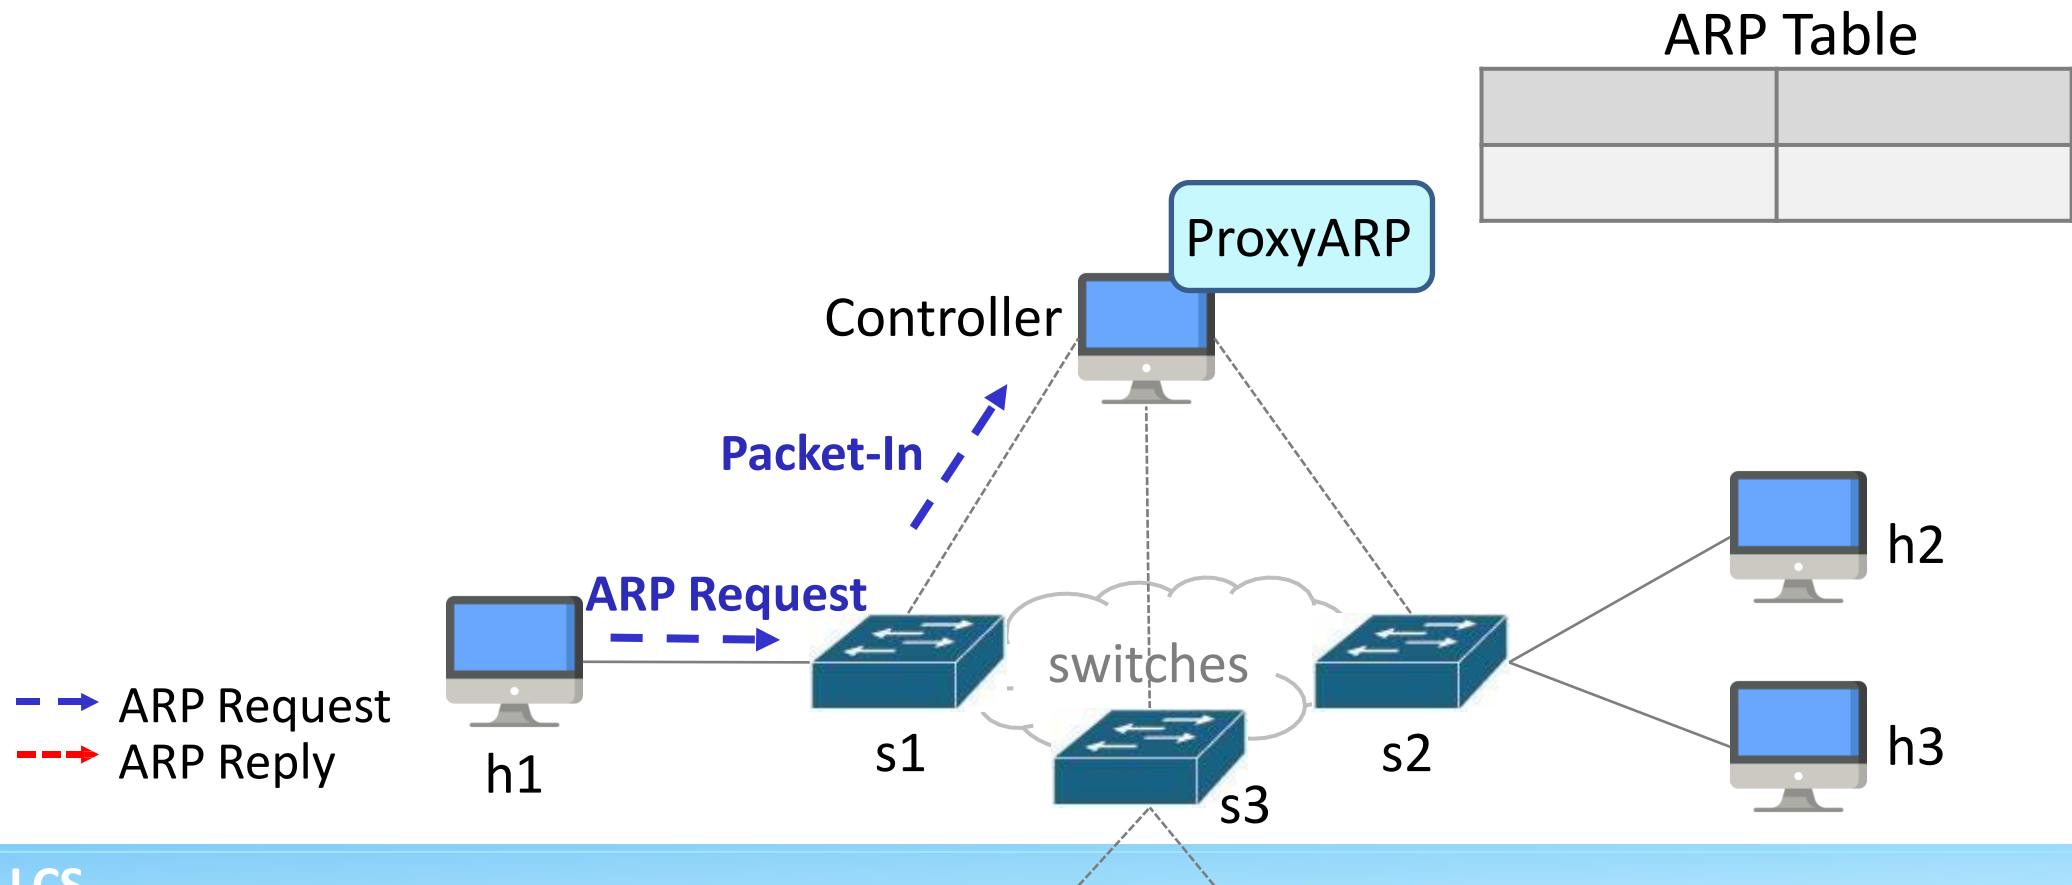 ARP Table
ProxyARP
Controller
Packet-In
ARP Request
h2
switches
ARP Request
ARP Reply
h1
s1
s2
h3
s3